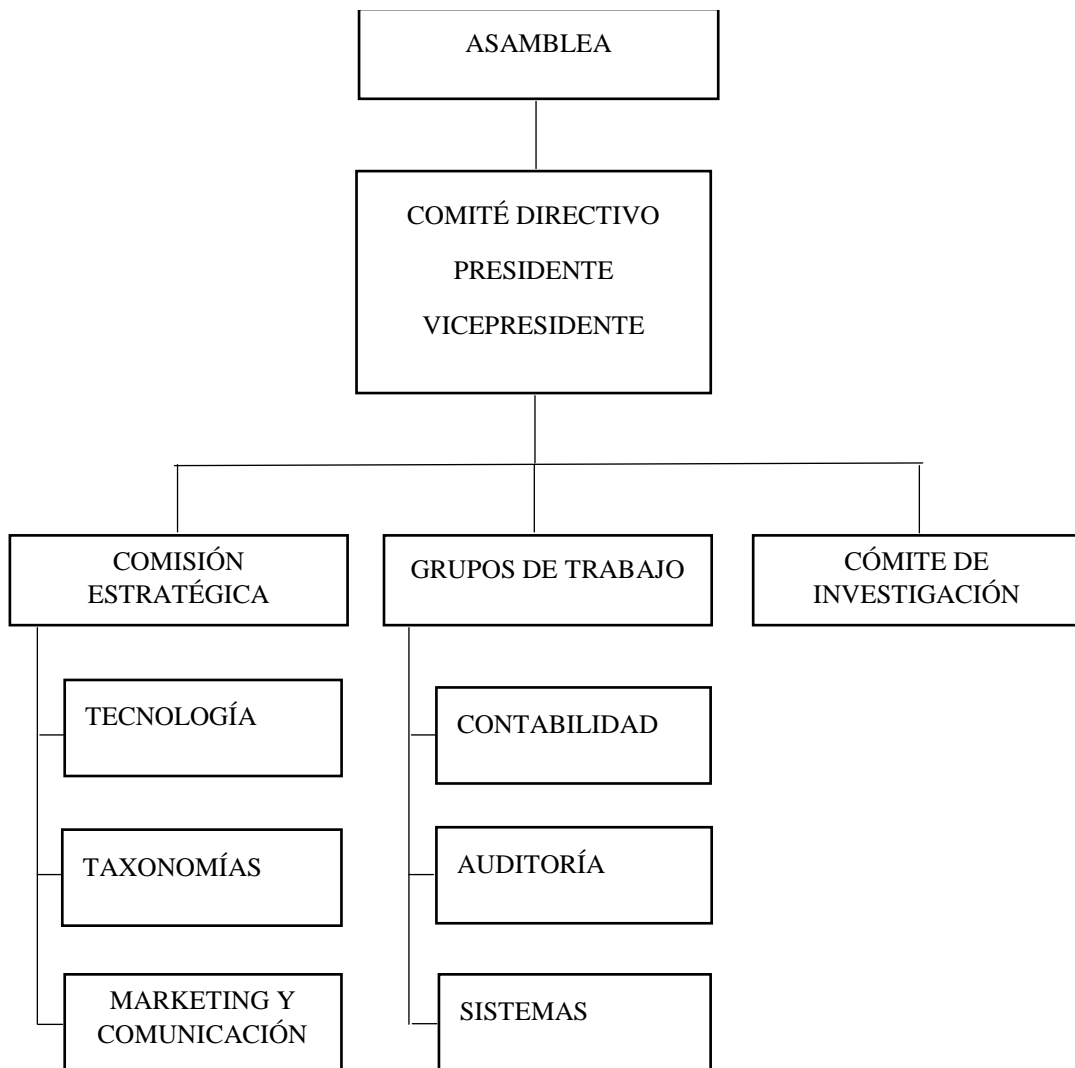 ASAMBLEA
COMITÉ DIRECTIVO
PRESIDENTE
VICEPRESIDENTE
COMISIÓN
ESTRATÉGICA
GRUPOS DE TRABAJO
CÓMITE DE
INVESTIGACIÓN
TECNOLOGÍA
TAXONOMÍAS
MARKETING Y
COMUNICACIÓN
CONTABILIDAD
AUDITORÍA
SISTEMAS